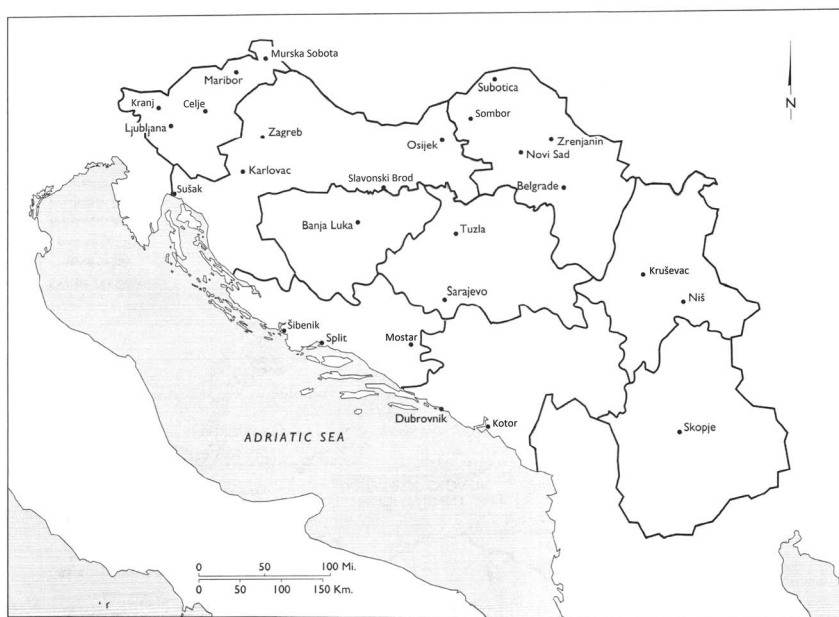 Murska Sobota
Maribor
Subotica
Kranj
Celje
Sombor
N
Ljubljana
Zagreb
Osijek
Zrenjanin
Novi Sad
Karlovac
Slavonski Brod
Belgrade
Sušak
Banja Luka
Tuzla
Kruševac
Sarajevo
Niš
Šibenik
Split
Mostar
Dubrovnik
Kotor
Skopje
ADRIATIC SEA
0 50 100 Mi.
0 50 100 150 Km.